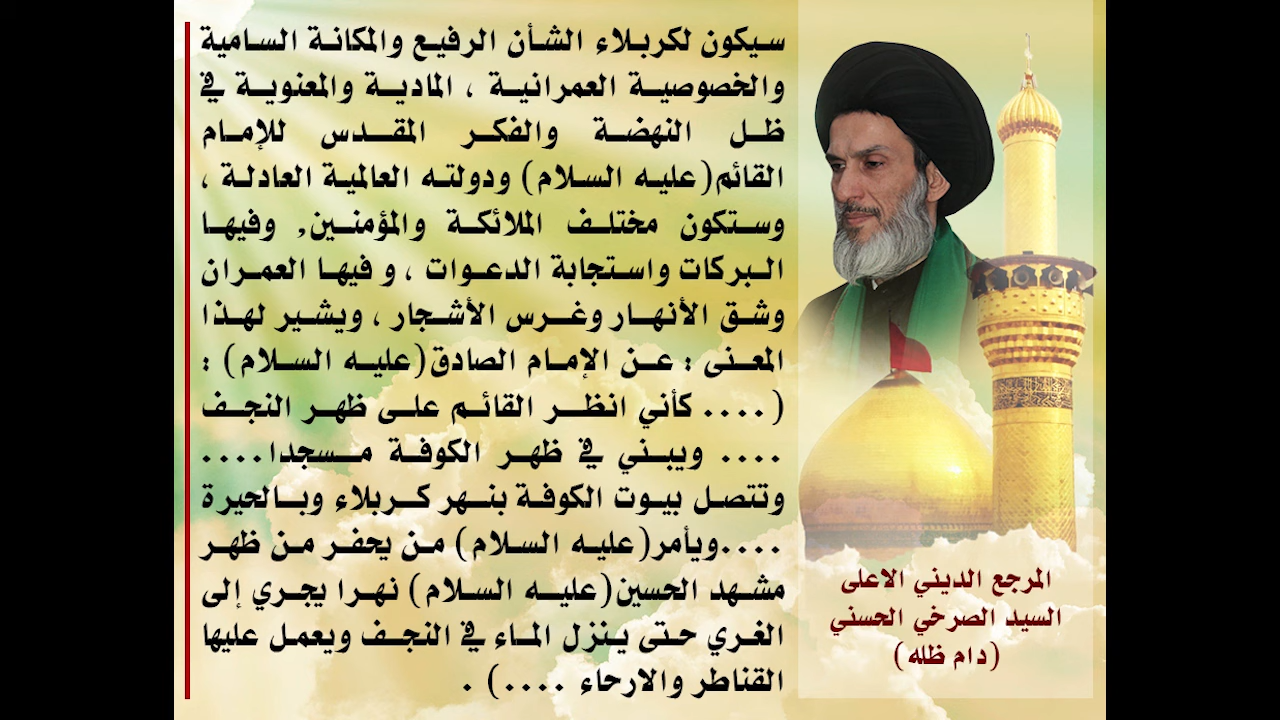 سيكون لكربلاء الشأن الرفيع والمكانة السامية
والخصوصية العمرانية ، المادية والمعنوية في
ظل النهضة والفكر المقدس للإمام
القائم(عليه السلام) ودولته العالمية العادلة ،
وستكون مختلف الملائكة والمؤمنين, وفيها
البركات واستجابة الدعوات ، و فيها العمران
وشق الأنهار وغرس الأشجار ، ويشير لهذا
المعنى : عن الإمام الصادق(عليه السلام) :
(.... كأني انظر القائم على ظهر النجف
.... ويبني في ظهر الكوفة مسجدا....
وتتصل بيوت الكوفة بنهر كربلاء وبالحيرة
....ويأمر(عليه السلام) من يحفر من ظهر
مشهد الحسين(عليه السلام) نهرا يجري إلى
الغري حتى ينزل الماء في النجف ويعمل عليها
القناطر والارحاء ....) .
المرجع الديني الاعلى
السيد الصرخي الحسني
(دام ظله)